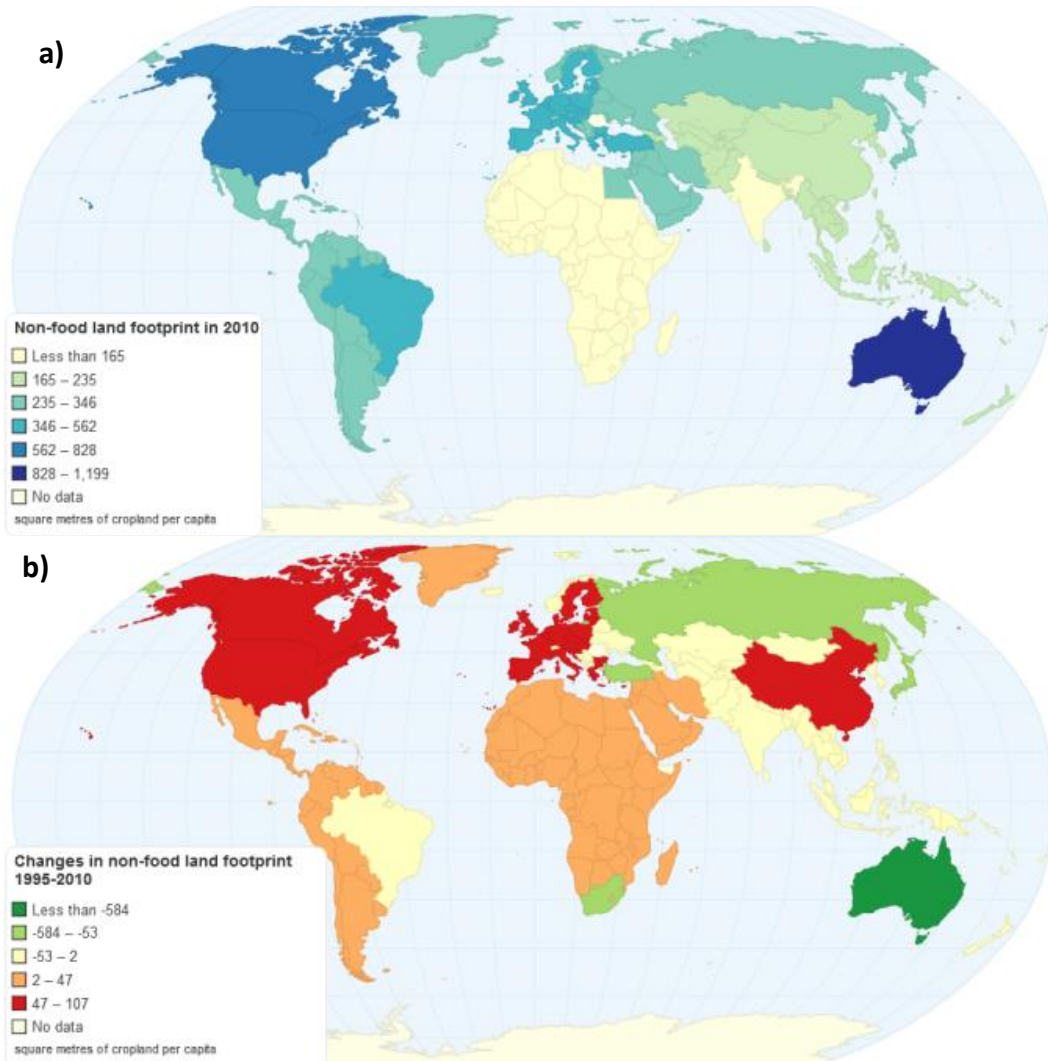 a)
Non-food land footprint in 2010
Less than 165
165 – 235
235 – 346
346 – 562
562 – 828
828 – 1,199
No data
square metres of cropland per capita
b)
Changes in non-food land footprint
1995-2010
Less than -584
-584 – -53
-53 – 2
2 – 47
47 – 107
No data
square metres of cropland per capita